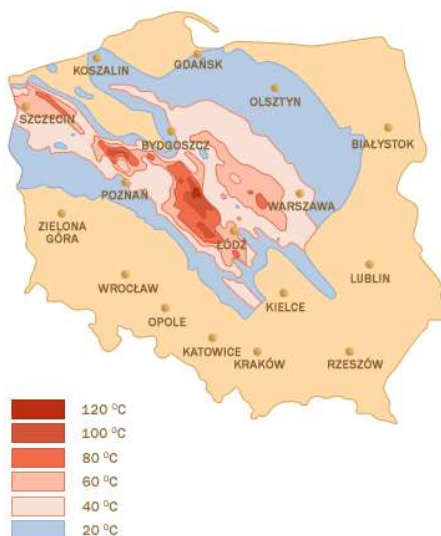 KOSZALIN
GDAŃSK
OLSZTYN
SZCZECIN
BYDGOSZCZ
BIAŁYSTOK
POZNAŃ
WARSZAWA
ZIELONA
GÓRA
ŁÓDŹ
WROCŁAW
LUBLIN
OPOLE
KIELCE
KATOWICE
KRAKÓW
RZESZÓW
120 °C
100 °C
80 °C
60 °C
40 °C
20 °C